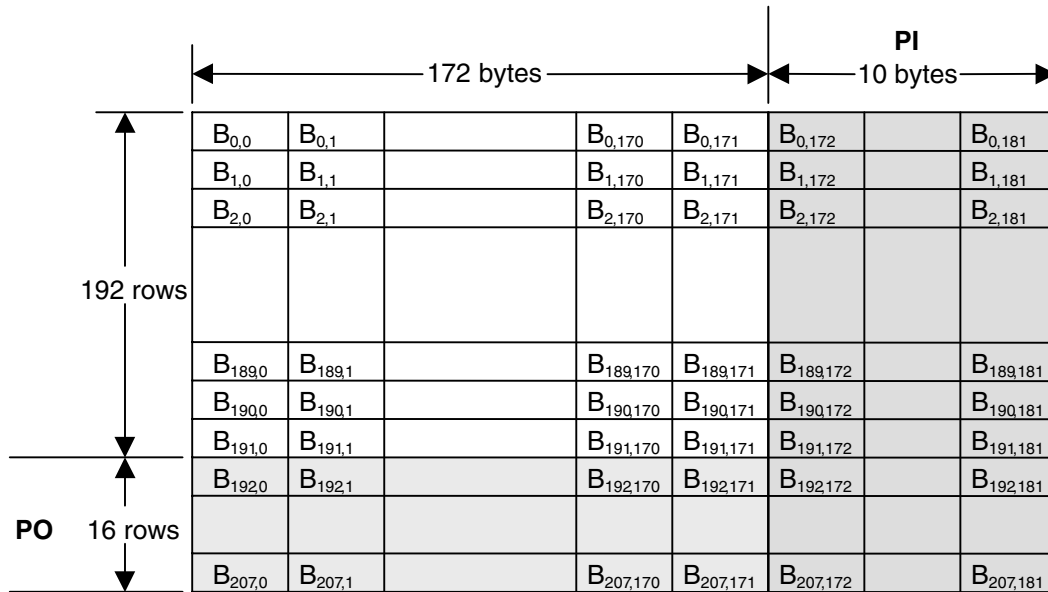 PI
172 bytes 10 bytes
B0,0 B0,1 B0,170 B0,171 B0,172 B0,181
B1,0 B1,1 B1,170 B1,171 B1,172 B1,181
B2,0 B2,1 B2,170 B2,171 B2,172 B2,181
192 rows
B189,0 B189,1 B189,170 B189,171 B189,172 B189,181
B190,0 B190,1 B190,170 B190,171 B190,172 B190,181
B191,0 B191,1 B191,170 B191,171 B191,172 B191,181
B192,0 B192,1 B192,170 B192,171 B192,172 B192,181
PO 16 rows
B207,0 B207,1 B207,170 B207,171 B207,172 B207,181